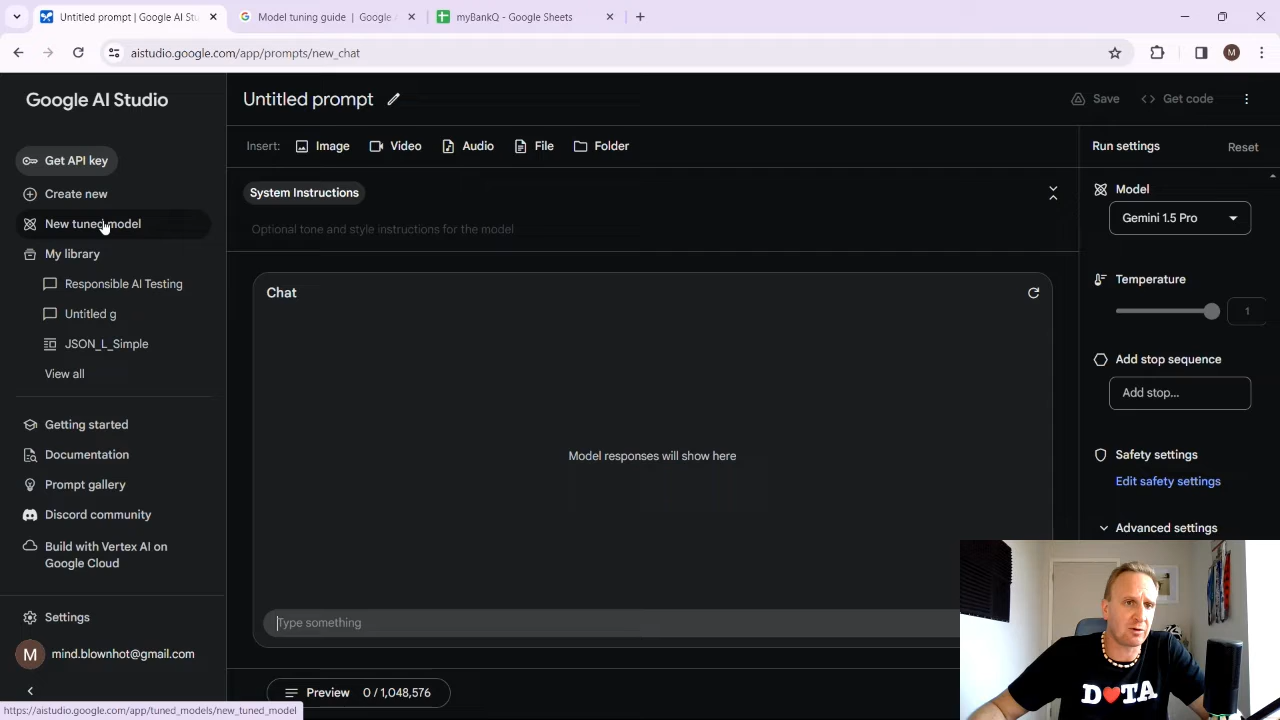 Untitled prompt | Google AI Stu
Model tuning guide | Google A
myBankQ - Google Sheets
aistudio.google.com/app/prompts/new_chat
M
Google AI Studio
Untitled prompt
Save
Get code
Get API key
Create new
New tuned model
My library
Responsible AI Testing
Untitled g
JSON_L_Simple
View all
Getting started
Documentation
Prompt gallery
Discord community
Build with Vertex AI on
Google Cloud
Settings
M
mind.blownhot@gmail.com
https://aistudio.google.com/app/tuned_models/new_tuned_model
Insert: Image Video Audio File Folder
System Instructions
Optional tone and style instructions for the model
Chat
Model responses will show here
Type something
Preview 0 / 1,048,576
Run settings Reset
Model
Gemini 1.5 Pro
Temperature
1
Add stop sequence
Add stop...
Safety settings
Edit safety settings
Advanced settings
D♥TA